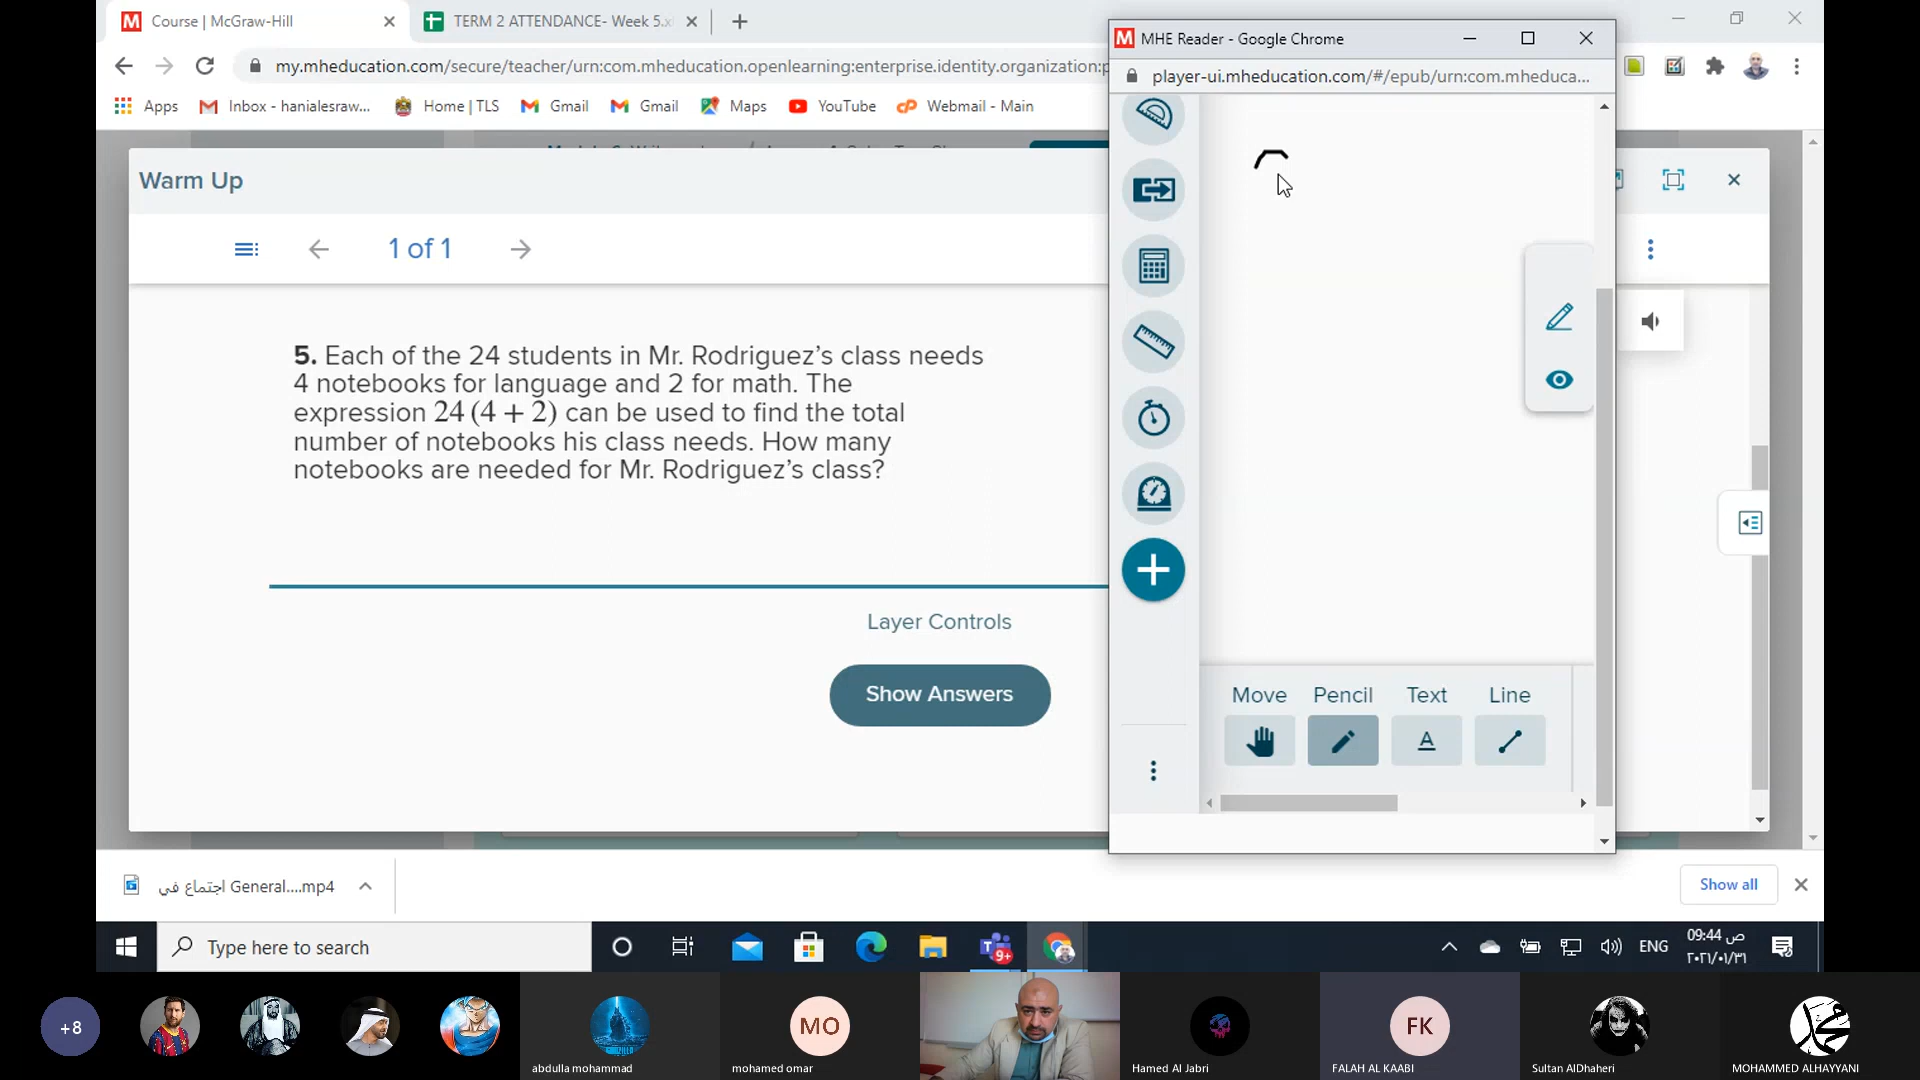 Course | McGraw-Hill
TERM 2 ATTENDANCE- Week 5.x
my.mheducation.com/secure/teacher/urn:com.mheducation.openlearning:enterprise.identity.organization:p
Apps
Inbox - hanialesraw...
Home | TLS
Gmail
Gmail
Maps
YouTube
Webmail - Main
Warm Up
1 of 1
5. Each of the 24 students in Mr. Rodriguez’s class needs
4 notebooks for language and 2 for math. The
expression 24 (4 + 2) can be used to find the total
number of notebooks his class needs. How many
notebooks are needed for Mr. Rodriguez’s class?
Layer Controls
Show Answers
MHE Reader - Google Chrome
player-ui.mheducation.com/#/epub/urn:com.mheduca...
Move
Pencil
Text
Line
اجتماع في General....mp4
Show all
Type here to search
9+
ENG
09:44 ص
٢٠٢١/٠١/٣١
+8
abdulla mohammad
MO
mohamed omar
Hamed Al Jabri
FK
FALAH AL KAABI
Sultan AlDhaheri
MOHAMMED ALHAYYANI